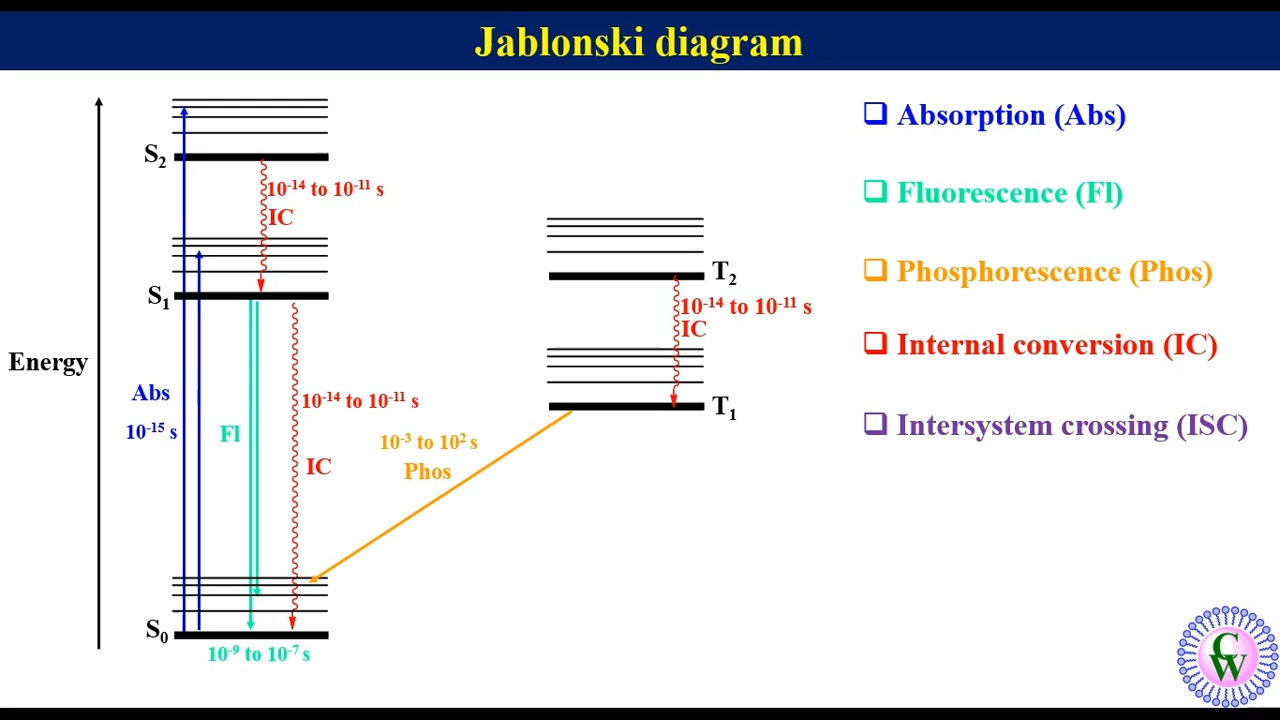 Jablonski diagram
S₂
10⁻¹⁴ to 10⁻¹¹ s
IC
S₁
Energy
Abs
10⁻¹⁵ s
Fl
10⁻¹⁴ to 10⁻¹¹ s
IC
10⁻³ to 10² s
Phos
S₀
10⁻⁹ to 10⁻⁷ s
T₂
10⁻¹⁴ to 10⁻¹¹ s
IC
T₁
❑ Absorption (Abs)
❑ Fluorescence (Fl)
❑ Phosphorescence (Phos)
❑ Internal conversion (IC)
❑ Intersystem crossing (ISC)
CW